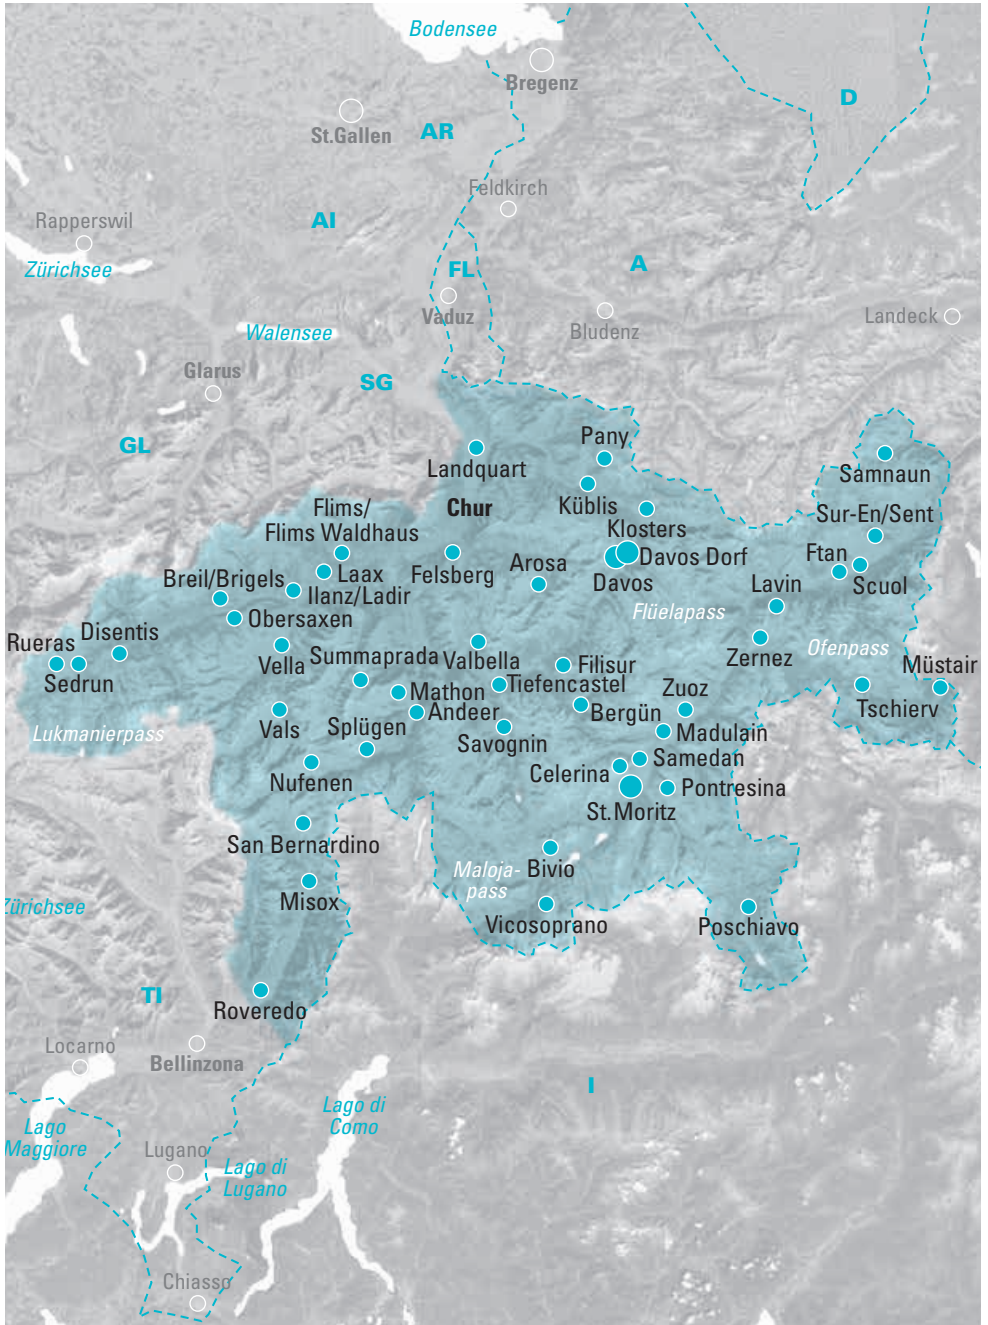 Bodensee
Bregenz
D
St.Gallen
AR
Feldkirch
Rapperswil
AI
Zürichsee
FL
A
Vaduz
Bludenz
Landeck
Walensee
Glarus
SG
GL
Pany
Landquart
Samnaun
Küblis
Chur
Flims/
Flims Waldhaus
Klosters
Sur-En/Sent
Davos Dorf
Ftan
Arosa
Felsberg
Laax
Breil/Brigels
Davos
Scuol
Ilanz/Ladir
Lavin
Flüelapass
Obersaxen
Rueras
Disentis
Ofenpass
Zernez
Summaprada
Valbella
Filisur
Müstair
Sedrun
Vella
Tiefencastel
Zuoz
Mathon
Tschierv
Andeer
Bergün
Vals
Splügen
Lukmanierpass
Madulain
Savognin
Samedan
Celerina
Nufenen
Pontresina
St.Moritz
San Bernardino
Maloja-
pass
Bivio
Misox
Zürichsee
Vicosoprano
Poschiavo
TI
Roveredo
Locarno
Bellinzona
I
Lago di
Como
Lago
Maggiore
Lugano
Lago di
Lugano
Chiasso